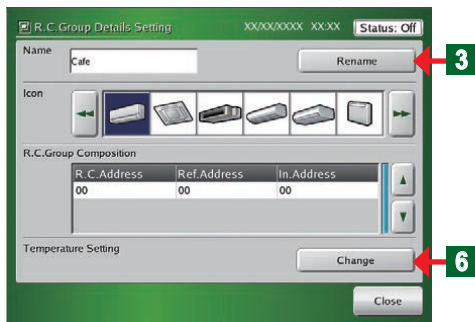 R.C.Group Details Setting XX/XX/XXXX XX:XX Status: Off
Name Cafe Rename 3
Icon
R.C.Group Composition
R.C.Address Ref.Address In.Address
00 00 00
Temperature Setting Change 6
Close